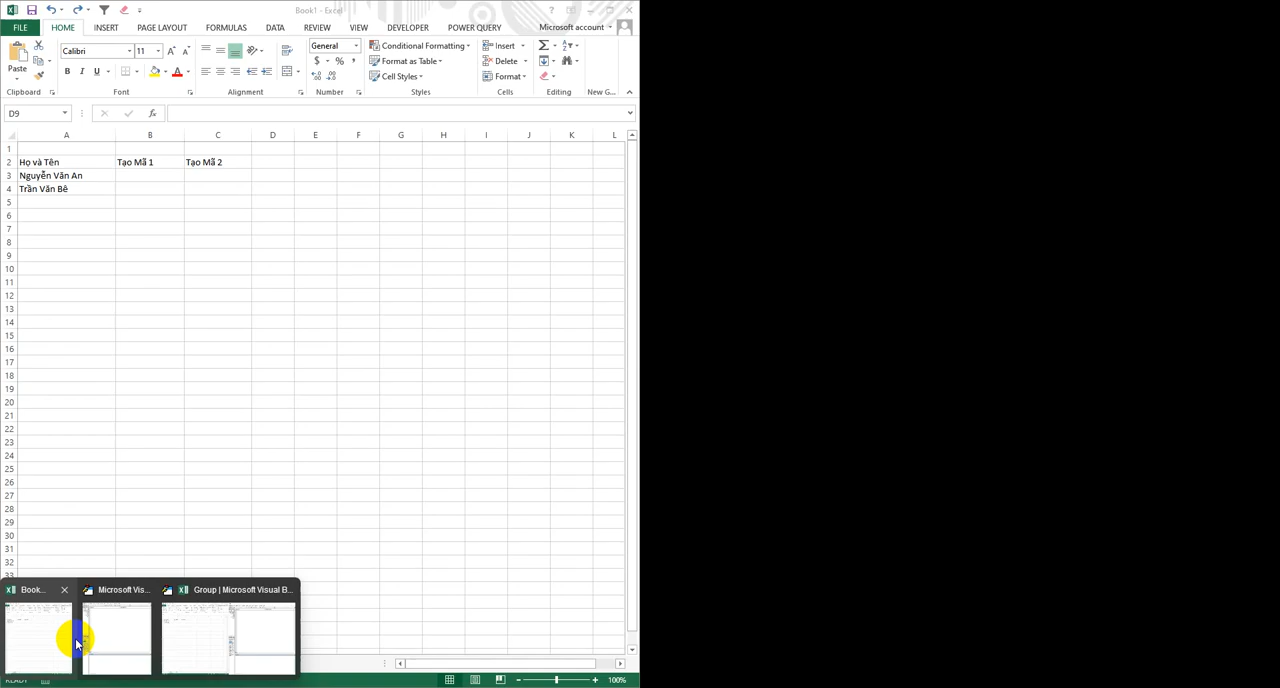 Book1 - Excel
?
FILE HOME INSERT PAGE LAYOUT FORMULAS DATA REVIEW VIEW DEVELOPER POWER QUERY Microsoft account
Paste
Calibri 11
B I U
General
$ % ,
Conditional Formatting
Format as Table
Cell Styles
Insert
Delete
Format
Clipboard Font Alignment Number Styles Cells Editing New G...
D9 fx
A B C D E F G H I J K L
1
2 Họ và Tên Tạo Mã 1 Tạo Mã 2
3 Nguyễn Văn An
4 Trần Văn Bê
5
6
7
8
9
10
11
12
13
14
15
16
17
18
19
20
21
22
23
24
25
26
27
28
29
30
31
32
33
Book... Microsoft Vis... Group | Microsoft Visual B...
READY 100%